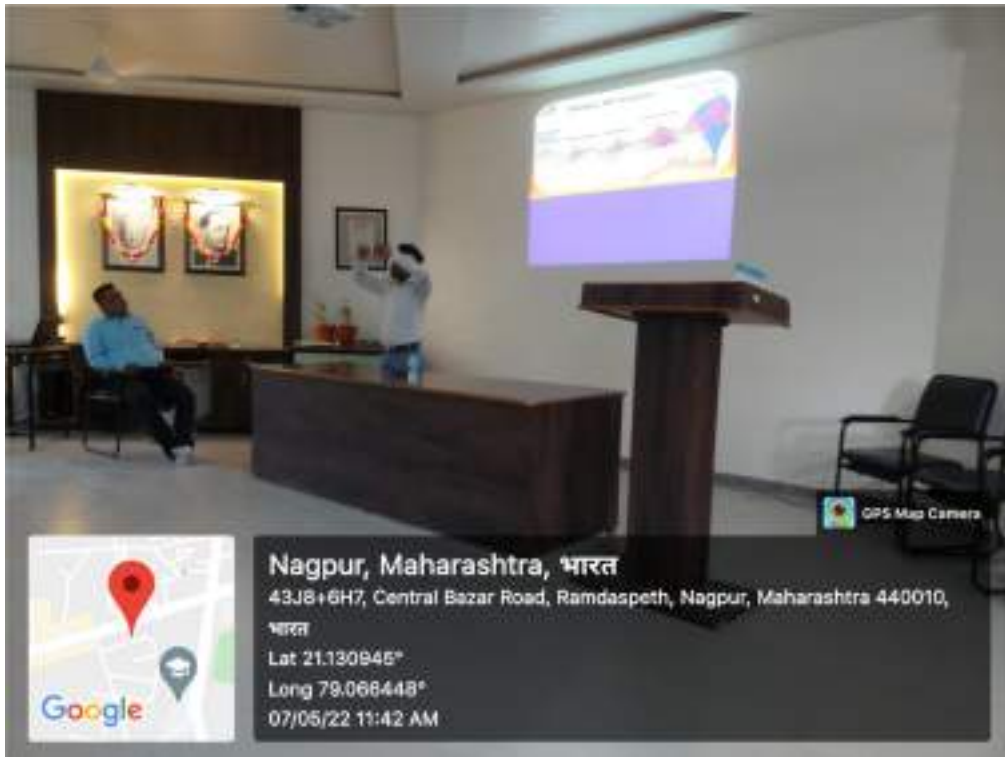 GPS Map Camera
Nagpur, Maharashtra, भारत
43J8+6H7, Central Bazar Road, Ramdaspeth, Nagpur, Maharashtra 440010,
भारत
Lat 21.130945°
Long 79.066448°
07/05/22 11:42 AM
Google